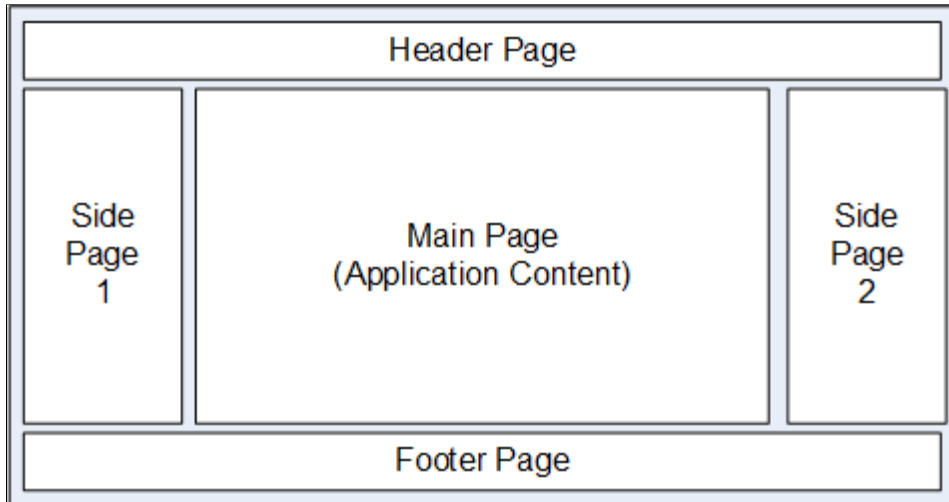 Header Page
Side
Page
1
Main Page
(Application Content)
Side
Page
2
Footer Page